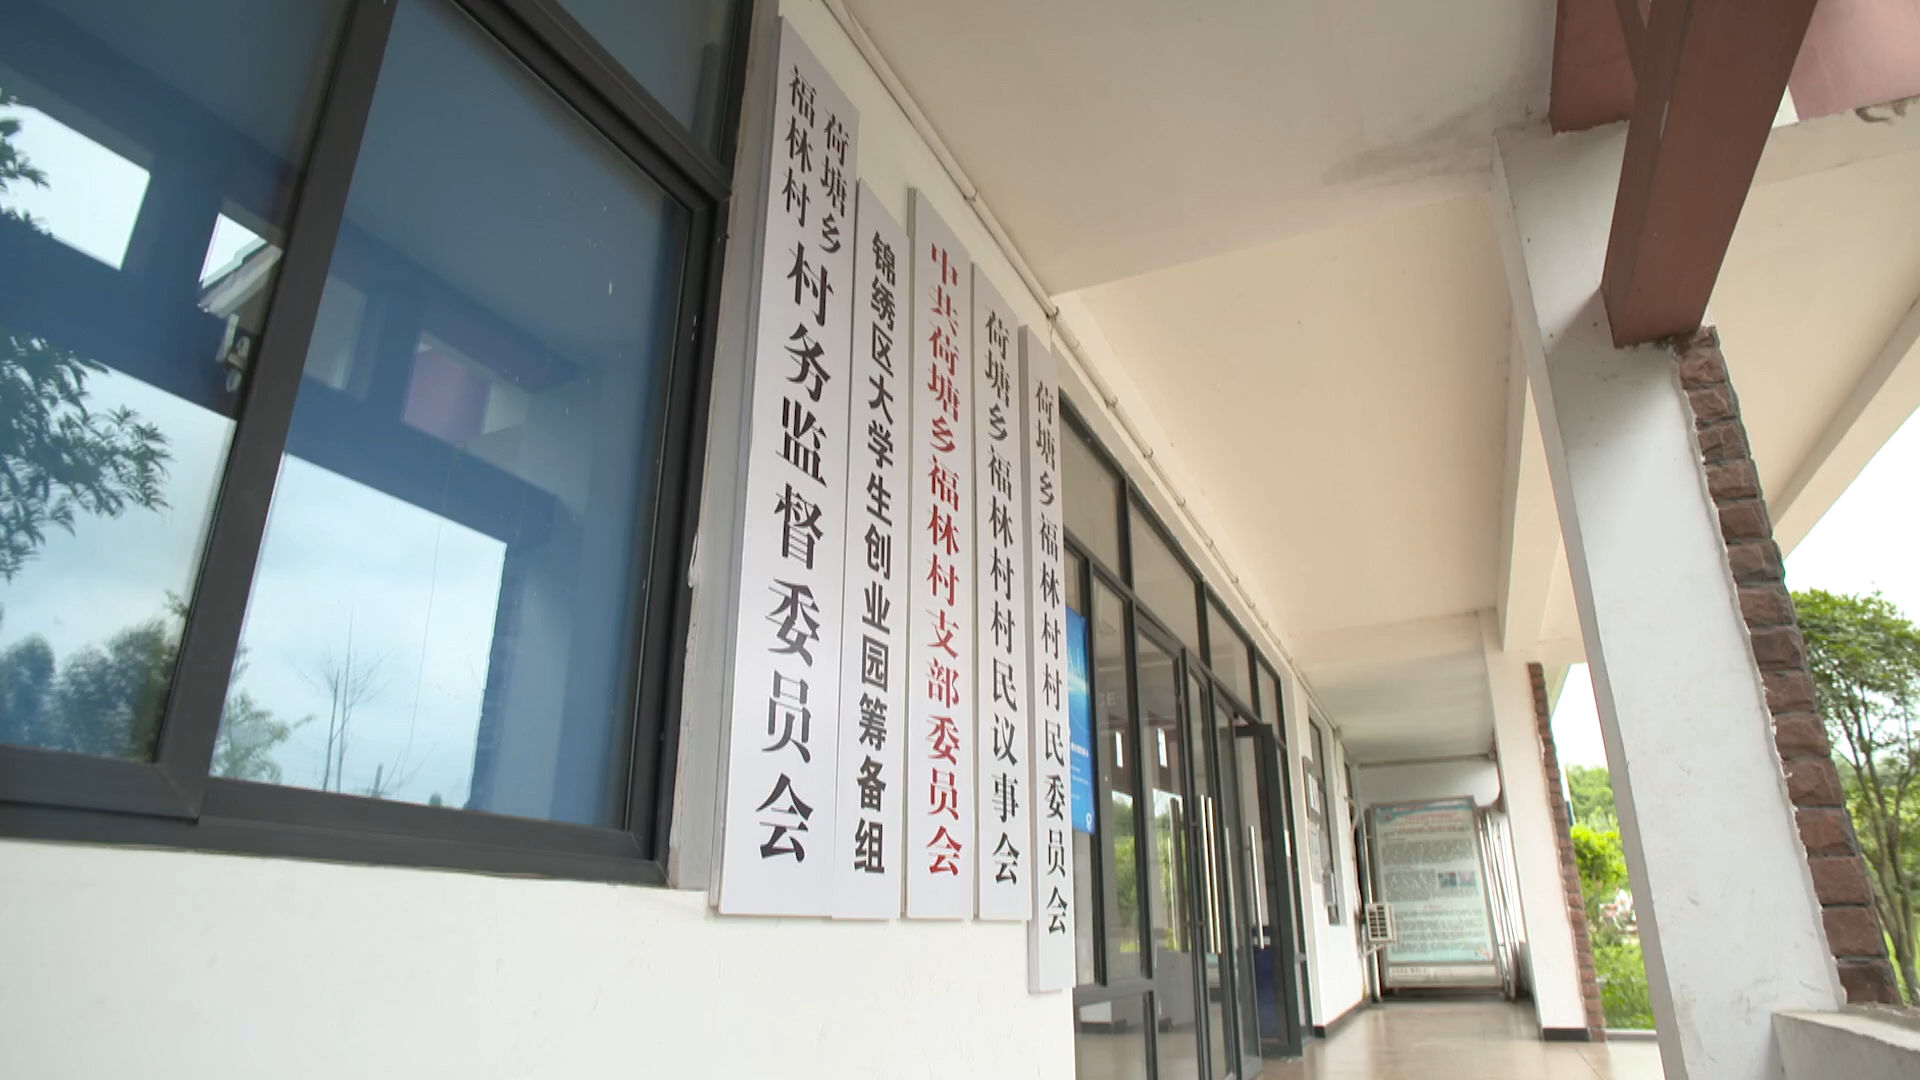 荷塘乡
福林村
村务监督委员会
锦绣区大学生创业园筹备组
中共荷塘乡福林村支部委员会
荷塘乡福林村村民议事会
荷塘乡福林村村民委员会